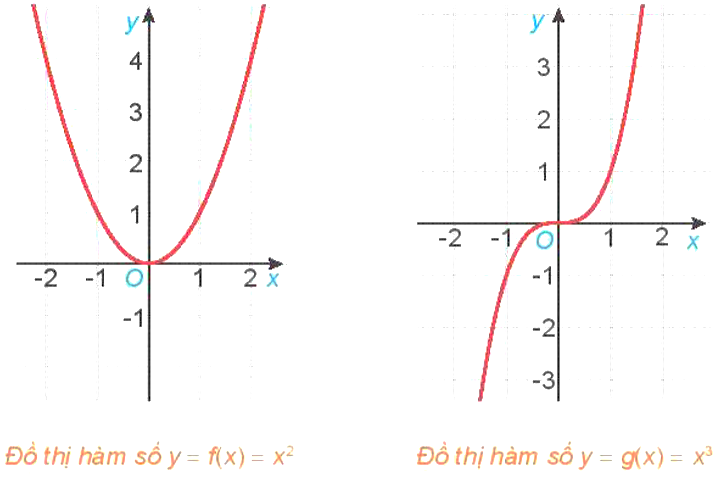 y
4
3
2
1
-2 -1 O 1 2 x
-1
Đồ thị hàm số y = f(x) = x²
y
3
2
1
-2 -1 O 1 2 x
-1
-2
-3
Đồ thị hàm số y = g(x) = x³